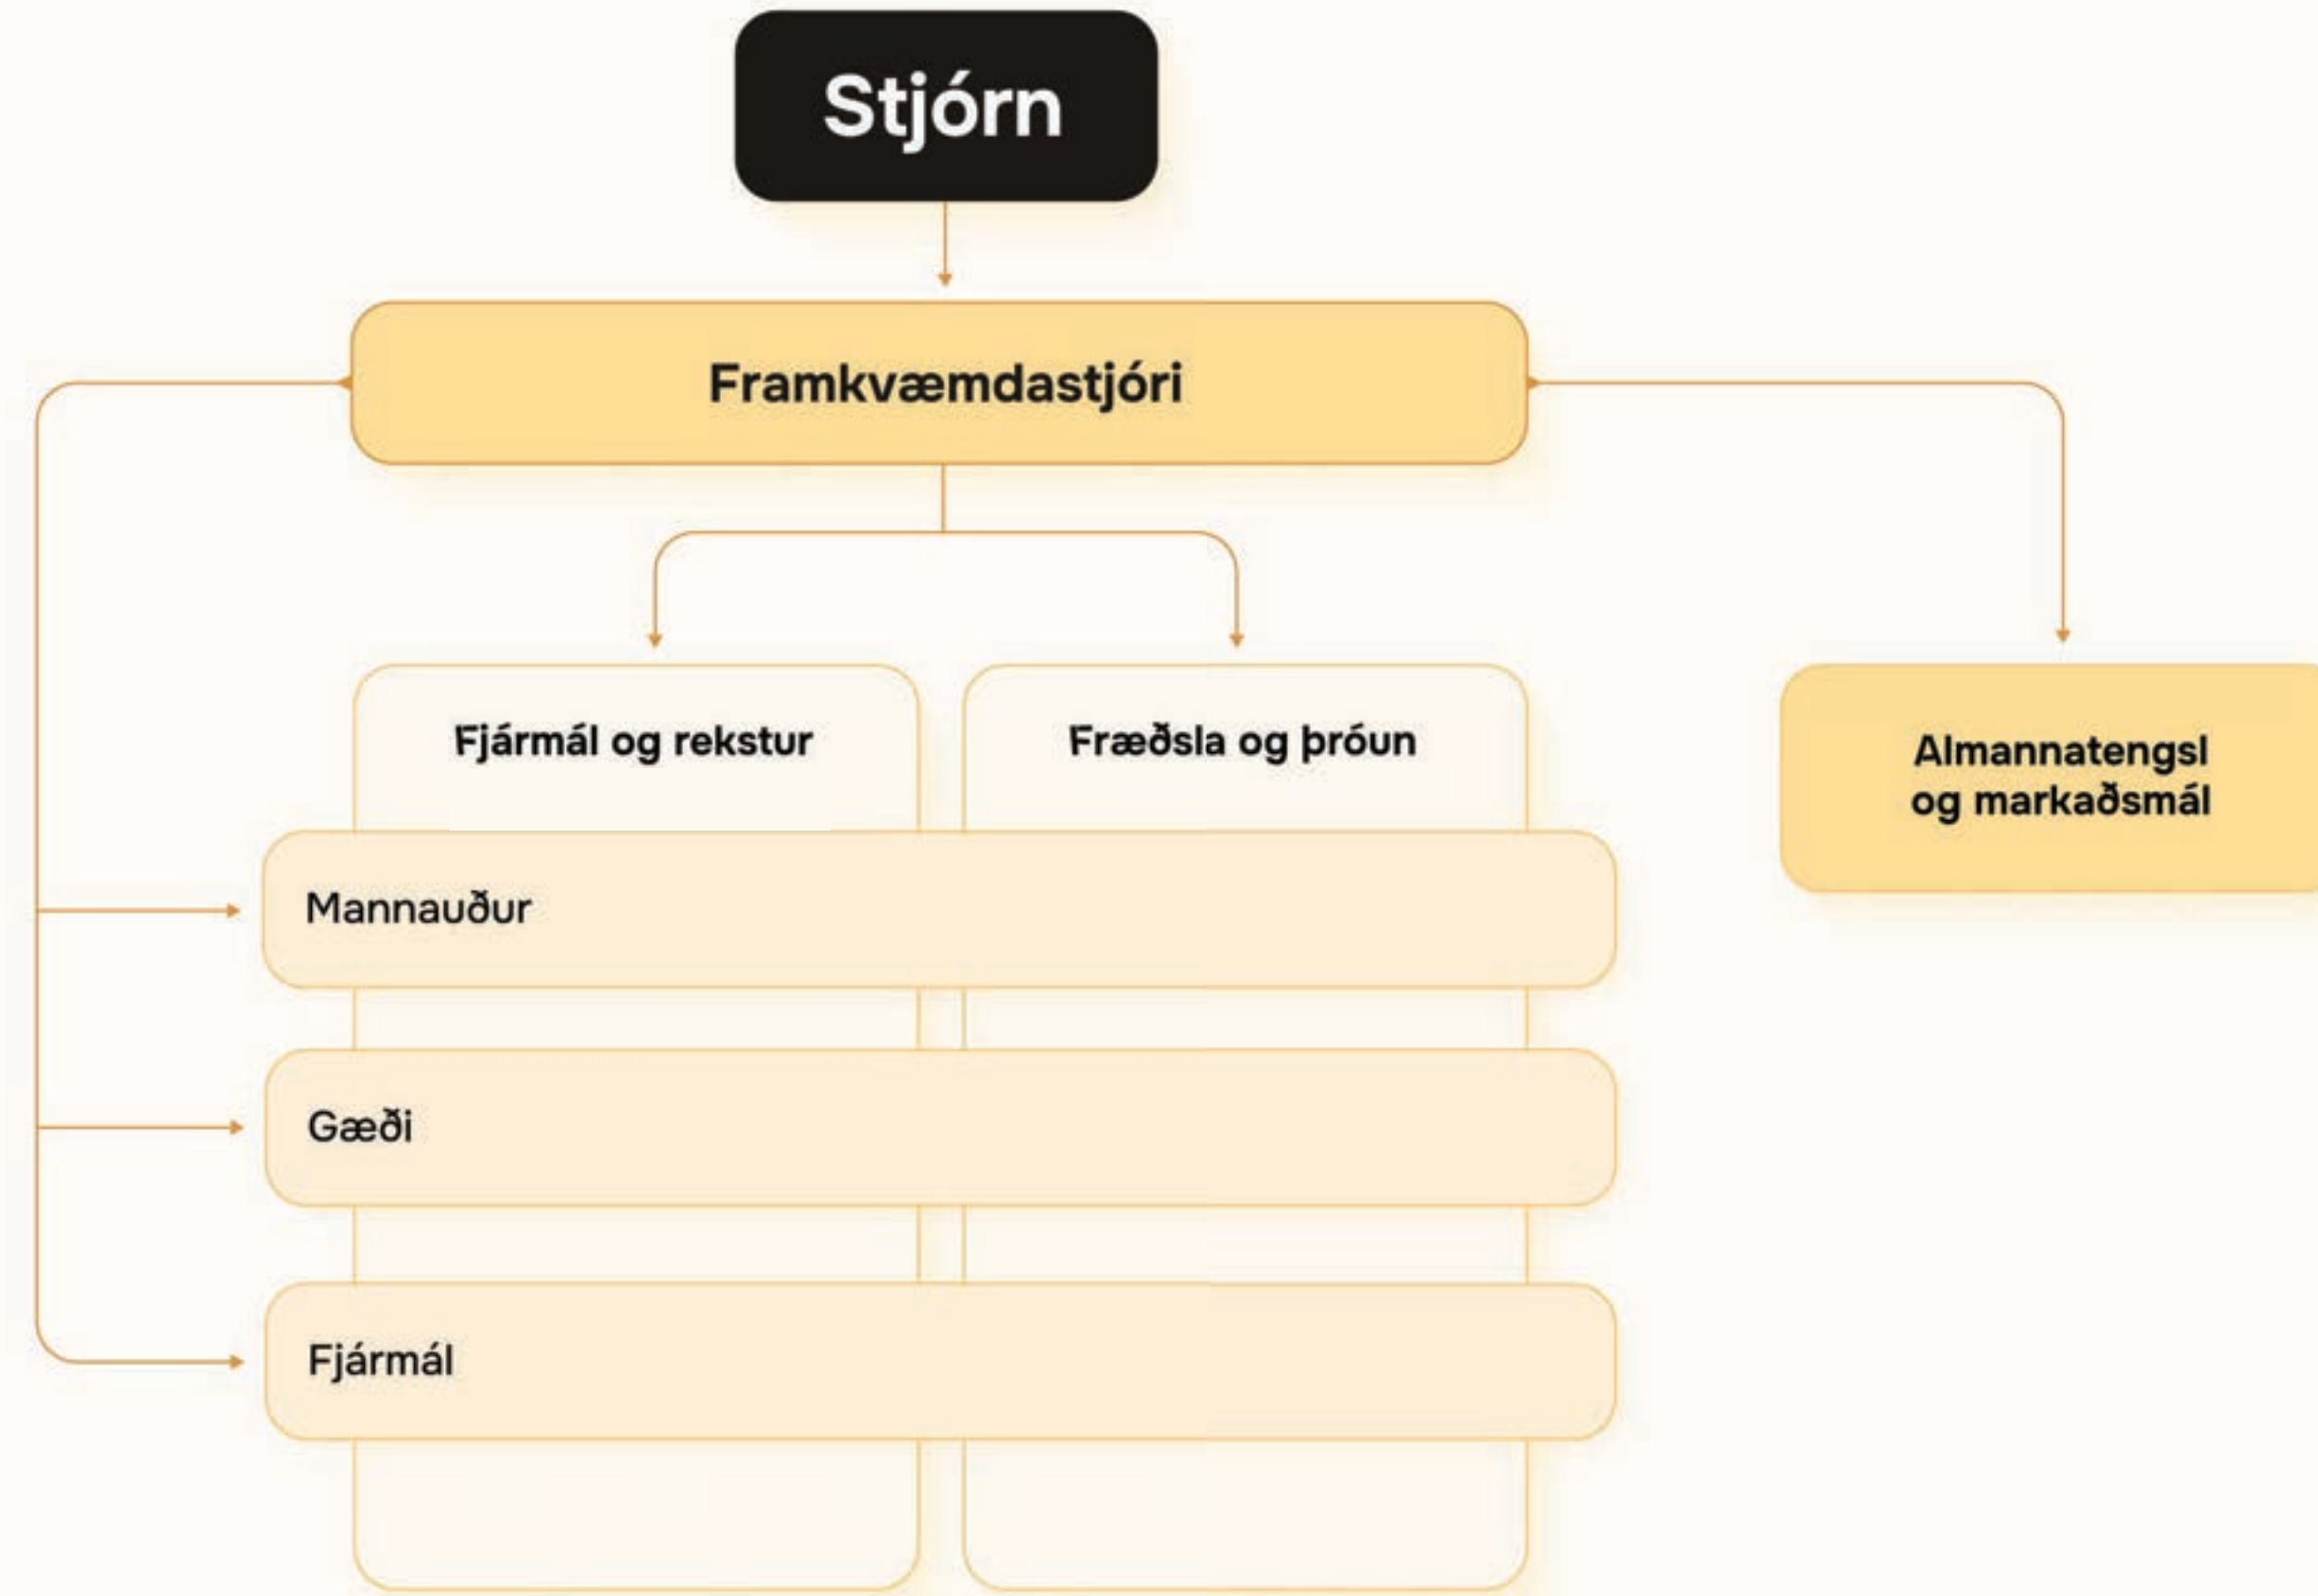 Stjórn
Framkvæmdastjóri
Fjármál og rekstur
Fræðsla og þróun
Almannatengsl
og markaðsmál
Mannauður
Gæði
Fjármál